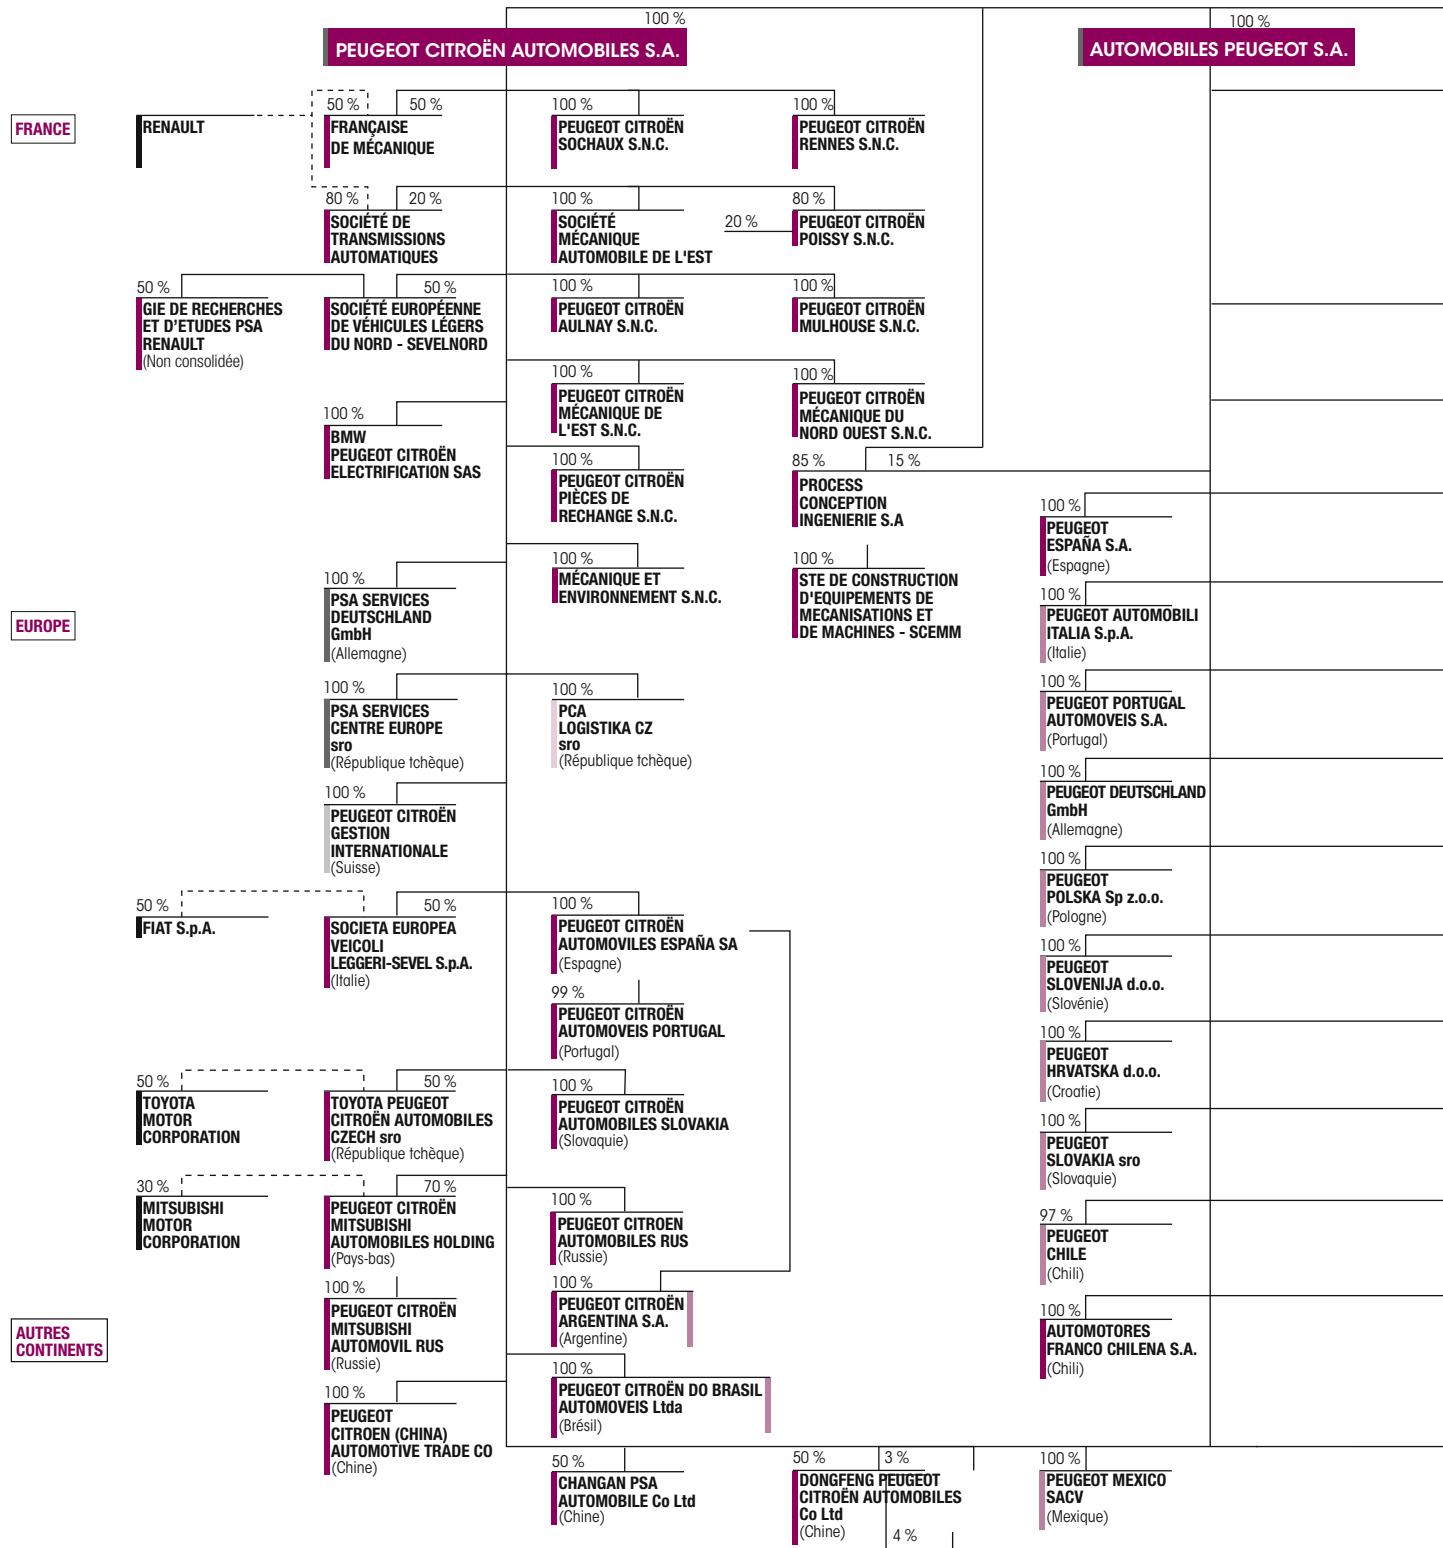 100 %
100 %
PEUGEOT CITROËN AUTOMOBILES S.A.
AUTOMOBILES PEUGEOT S.A.
FRANCE
RENAULT
50 %
50 %
FRANÇAISE
DE MÉCANIQUE
100 %
PEUGEOT CITROËN
SOCHAUX S.N.C.
100 %
PEUGEOT CITROËN
RENNES S.N.C.
80 %
20 %
SOCIÉTÉ DE
TRANSMISSIONS
AUTOMATIQUES
100 %
SOCIÉTÉ
MÉCANIQUE
AUTOMOBILE DE L'EST
20 %
80 %
PEUGEOT CITROËN
POISSY S.N.C.
50 %
GIE DE RECHERCHES
ET D'ETUDES PSA
RENAULT
(Non consolidée)
50 %
SOCIÉTÉ EUROPÉENNE
DE VÉHICULES LÉGERS
DU NORD - SEVELNORD
100 %
PEUGEOT CITROËN
AULNAY S.N.C.
100 %
PEUGEOT CITROËN
MULHOUSE S.N.C.
100 %
BMW
PEUGEOT CITROËN
ELECTRIFICATION SAS
100 %
PEUGEOT CITROËN
MÉCANIQUE DE
L'EST S.N.C.
100 %
PEUGEOT CITROËN
MÉCANIQUE DU
NORD OUEST S.N.C.
100 %
PEUGEOT CITROËN
PIÈCES DE
RECHANGE S.N.C.
85 %
15 %
PROCESS
CONCEPTION
INGENIERIE S.A
100 %
PEUGEOT
ESPAÑA S.A.
(Espagne)
EUROPE
100 %
PSA SERVICES
DEUTSCHLAND
GmbH
(Allemagne)
100 %
MÉCANIQUE ET
ENVIRONNEMENT S.N.C.
100 %
STE DE CONSTRUCTION
D'EQUIPEMENTS DE
MECANISATIONS ET
DE MACHINES - SCEMM
100 %
PEUGEOT AUTOMOBILI
ITALIA S.p.A.
(Italie)
100 %
PSA SERVICES
CENTRE EUROPE
sro
(République tchèque)
100 %
PCA
LOGISTIKA CZ
sro
(République tchèque)
100 %
PEUGEOT PORTUGAL
AUTOMOVEIS S.A.
(Portugal)
100 %
PEUGEOT CITROËN
GESTION
INTERNATIONALE
(Suisse)
100 %
PEUGEOT DEUTSCHLAND
GmbH
(Allemagne)
100 %
PEUGEOT
POLSKA Sp z.o.o.
(Pologne)
50 %
FIAT S.p.A.
50 %
SOCIETA EUROPEA
VEICOLI
LEGGERI-SEVEL S.p.A.
(Italie)
100 %
PEUGEOT CITROËN
AUTOMOVILES ESPAÑA SA
(Espagne)
100 %
PEUGEOT
SLOVENIJA d.o.o.
(Slovénie)
99 %
PEUGEOT CITROËN
AUTOMOVEIS PORTUGAL
(Portugal)
100 %
PEUGEOT
HRVATSKA d.o.o.
(Croatie)
50 %
TOYOTA
MOTOR
CORPORATION
50 %
TOYOTA PEUGEOT
CITROËN AUTOMOBILES
CZECH sro
(République tchèque)
100 %
PEUGEOT CITROËN
AUTOMOBILES SLOVAKIA
(Slovaquie)
100 %
PEUGEOT
SLOVAKIA sro
(Slovaquie)
30 %
MITSUBISHI
MOTOR
CORPORATION
70 %
PEUGEOT CITROËN
MITSUBISHI
AUTOMOBILES HOLDING
(Pays-bas)
100 %
PEUGEOT CITROEN
AUTOMOBILES RUS
(Russie)
97 %
PEUGEOT
CHILE
(Chili)
AUTRES
CONTINENTS
100 %
PEUGEOT CITROËN
MITSUBISHI
AUTOMOVIL RUS
(Russie)
100 %
PEUGEOT CITROËN
ARGENTINA S.A.
(Argentine)
100 %
AUTOMOTORES
FRANCO CHILENA S.A.
(Chili)
100 %
PEUGEOT
CITROEN (CHINA)
AUTOMOTIVE TRADE CO
(Chine)
100 %
PEUGEOT CITROËN DO BRASIL
AUTOMOVEIS Ltda
(Brésil)
50 %
CHANGAN PSA
AUTOMOBILE Co Ltd
(Chine)
50 %
3 %
DONGFENG PEUGEOT
CITROËN AUTOMOBILES
Co Ltd
(Chine)
4 %
100 %
PEUGEOT MEXICO
SACV
(Mexique)